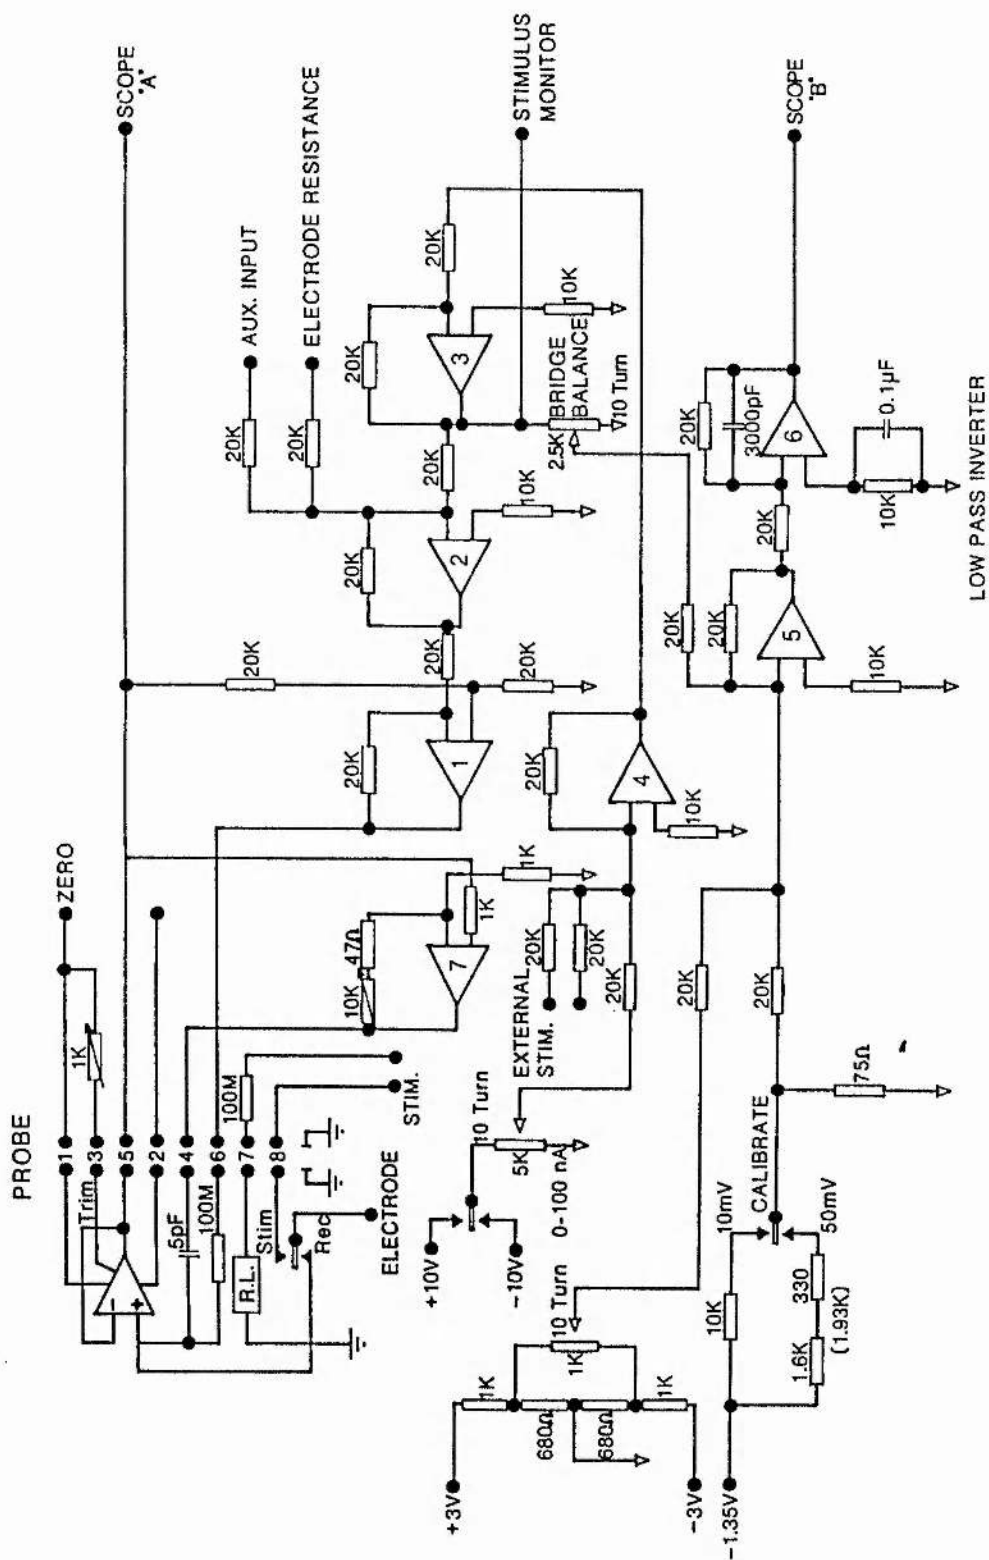 PROBE
1
3
5
2
4
6
7
8
Trim
ZERO
1K
SCOPE
"A"
AUX. INPUT
20K
ELECTRODE RESISTANCE
20K
5pF
100M
R.L.
100M
Stim
Rec
STIM.
ELECTRODE
10K
47Ω
7
1K
1K
20K
20K
20K
1
20K
20K
2
10K
20K
20K
3
10K
20K
STIMULUS
MONITOR
2.5K
BRIDGE
BALANCE
10 Turn
+10V
-10V
10 Turn
5K
0-100 nA
EXTERNAL
STIM.
20K
20K
20K
20K
4
10K
+3V
-3V
1K
680Ω
680Ω
1K
1K
10 Turn
20K
20K
20K
5
10K
20K
20K
3000pF
6
10K
0.1µF
SCOPE
"B"
LOW PASS INVERTER
-1.35V
10K
10mV
CALIBRATE
50mV
1.6K
330
(1.93K)
20K
75Ω